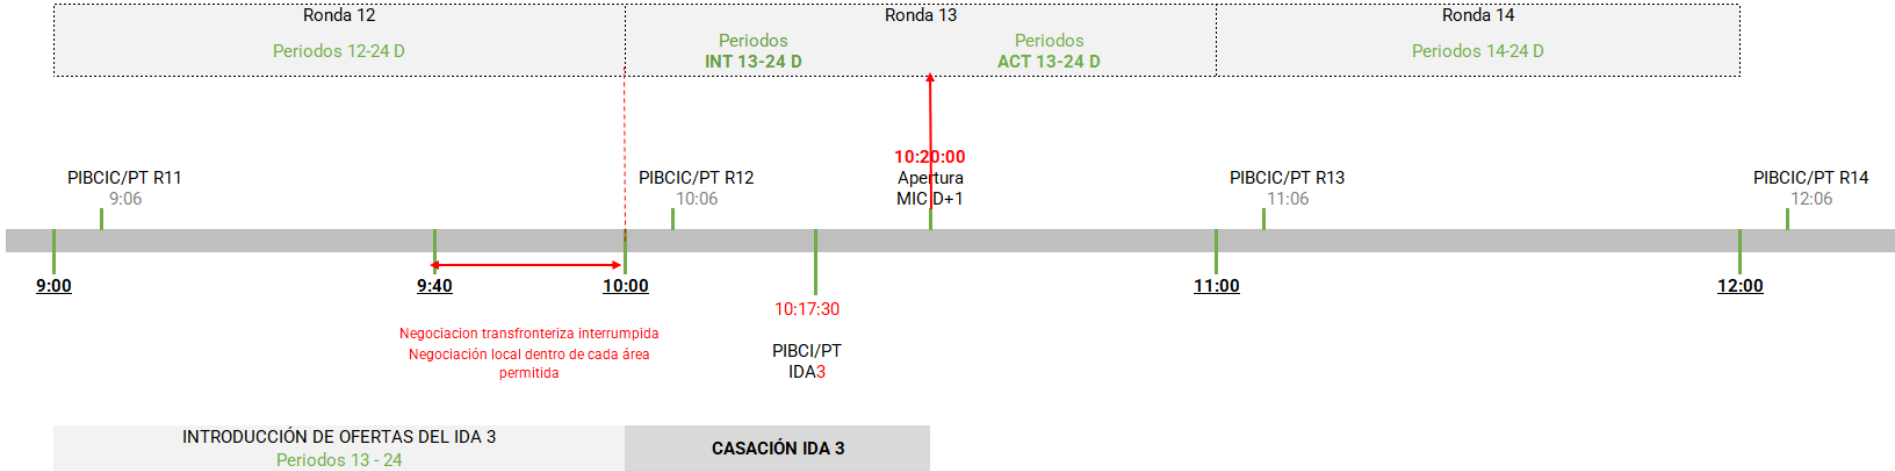 Ronda 12
Periodos 12-24 D
Ronda 13
Periodos
INT 13-24 D
Periodos
ACT 13-24 D
Ronda 14
Periodos 14-24 D
PIBCIC/PT R11
9:06
PIBCIC/PT R12
10:06
10:20:00
Apertura
MIC D+1
PIBCIC/PT R13
11:06
PIBCIC/PT R14
12:06
9:00
9:40
10:00
11:00
12:00
10:17:30
Negociacion transfronteriza interrumpida
Negociación local dentro de cada área
permitida
PIBCI/PT
IDA3
INTRODUCCIÓN DE OFERTAS DEL IDA 3
Periodos 13 - 24
CASACIÓN IDA 3